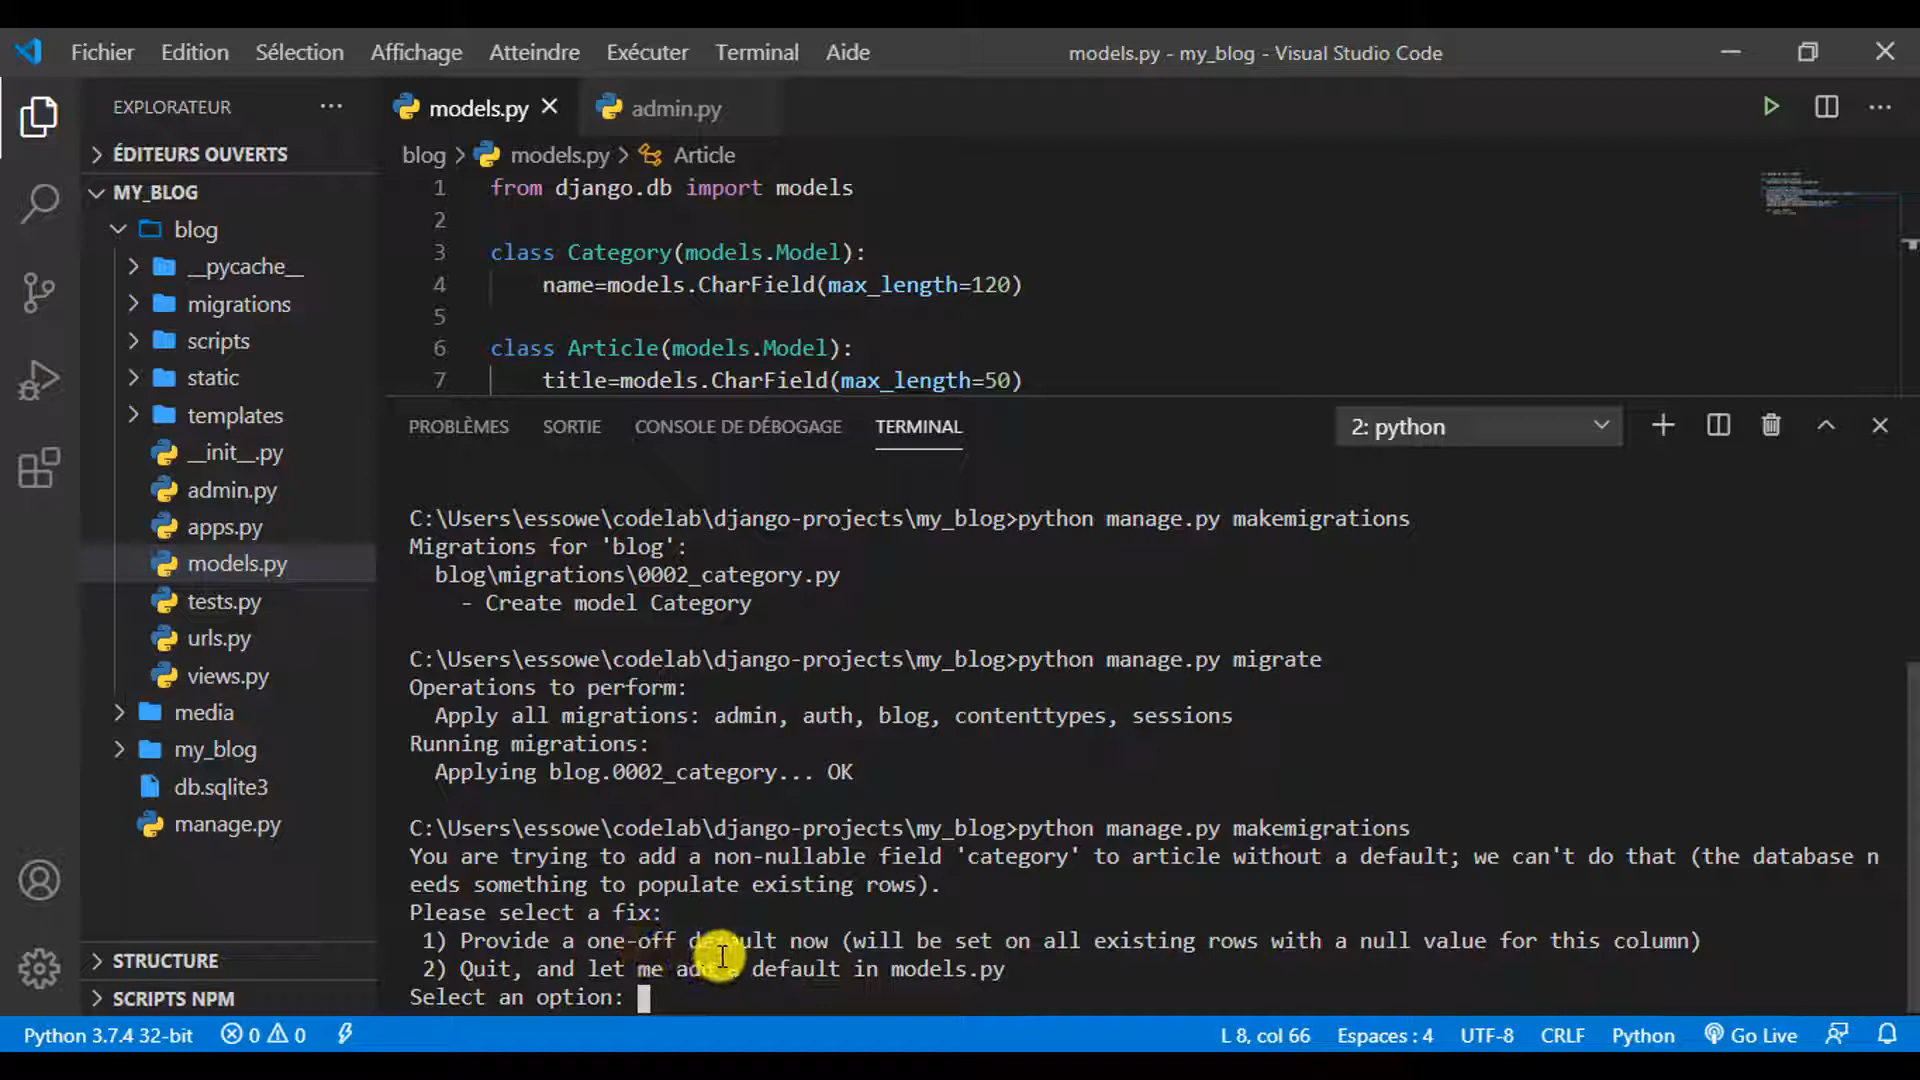 Fichier Edition Sélection Affichage Atteindre Exécuter Terminal Aide models.py - my_blog - Visual Studio Code
EXPLORATEUR
ÉDITEURS OUVERTS
MY_BLOG
blog
__pycache__
migrations
scripts
static
templates
__init__.py
admin.py
apps.py
models.py
tests.py
urls.py
views.py
media
my_blog
db.sqlite3
manage.py
STRUCTURE
SCRIPTS NPM
models.py admin.py
blog > models.py > Article
1 from django.db import models
2
3 class Category(models.Model):
4 name=models.CharField(max_length=120)
5
6 class Article(models.Model):
7 title=models.CharField(max_length=50)
PROBLÈMES SORTIE CONSOLE DE DÉBOGAGE TERMINAL 2: python
C:\Users\essowe\codelab\django-projects\my_blog>python manage.py makemigrations
Migrations for 'blog':
blog\migrations\0002_category.py
- Create model Category
C:\Users\essowe\codelab\django-projects\my_blog>python manage.py migrate
Operations to perform:
Apply all migrations: admin, auth, blog, contenttypes, sessions
Running migrations:
Applying blog.0002_category... OK
C:\Users\essowe\codelab\django-projects\my_blog>python manage.py makemigrations
You are trying to add a non-nullable field 'category' to article without a default; we can't do that (the database n
eeds something to populate existing rows).
Please select a fix:
1) Provide a one-off default now (will be set on all existing rows with a null value for this column)
2) Quit, and let me add a default in models.py
Select an option:
Python 3.7.4 32-bit 0 0 L 8, col 66 Espaces : 4 UTF-8 CRLF Python Go Live